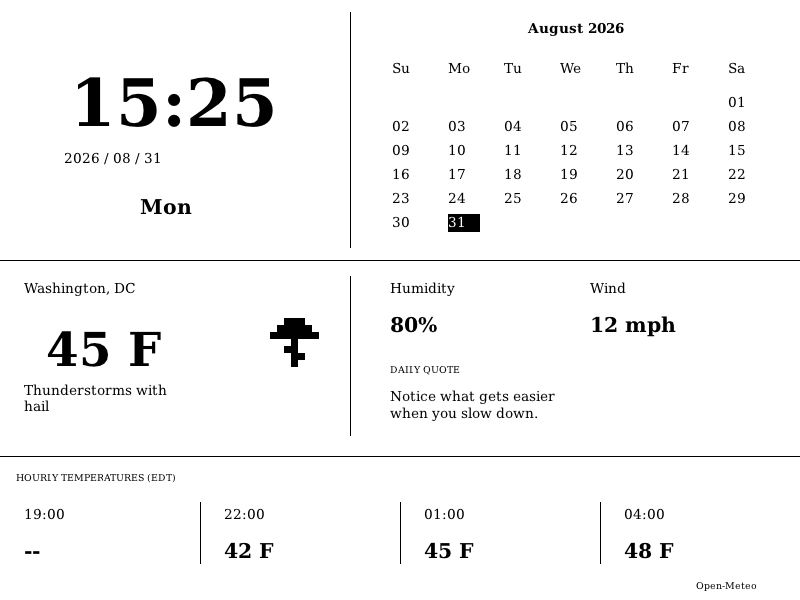 15:25
2026 / 08 / 31
Mon
August 2026
Su Mo Tu We Th Fr Sa
01
02 03 04 05 06 07 08
09 10 11 12 13 14 15
16 17 18 19 20 21 22
23 24 25 26 27 28 29
30 31
Washington, DC
45 F
Thunderstorms with
hail
Humidity Wind
80% 12 mph
DAILY QUOTE
Notice what gets easier
when you slow down.
HOURLY TEMPERATURES (EDT)
19:00 22:00 01:00 04:00
-- 42 F 45 F 48 F
Open-Meteo